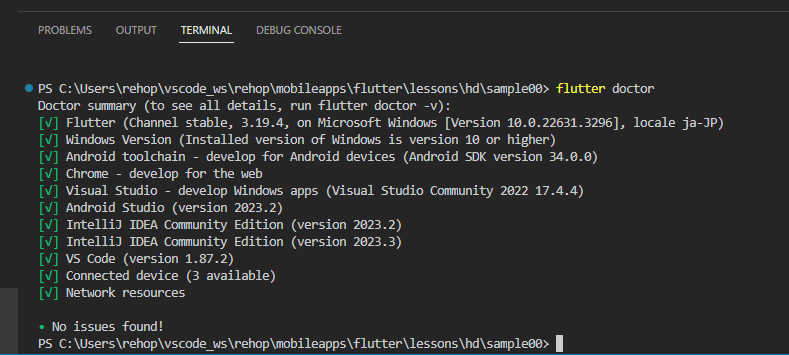 PROBLEMS OUTPUT TERMINAL DEBUG CONSOLE
PS C:\Users\rehop\vscode_ws\rehop\mobileapps\flutter\lessons\hd\sample00> flutter doctor
Doctor summary (to see all details, run flutter doctor -v):
[√] Flutter (Channel stable, 3.19.4, on Microsoft Windows [Version 10.0.22631.3296], locale ja-JP)
[√] Windows Version (Installed version of Windows is version 10 or higher)
[√] Android toolchain - develop for Android devices (Android SDK version 34.0.0)
[√] Chrome - develop for the web
[√] Visual Studio - develop Windows apps (Visual Studio Community 2022 17.4.4)
[√] Android Studio (version 2023.2)
[√] IntelliJ IDEA Community Edition (version 2023.2)
[√] IntelliJ IDEA Community Edition (version 2023.3)
[√] VS Code (version 1.87.2)
[√] Connected device (3 available)
[√] Network resources
• No issues found!
PS C:\Users\rehop\vscode_ws\rehop\mobileapps\flutter\lessons\hd\sample00>